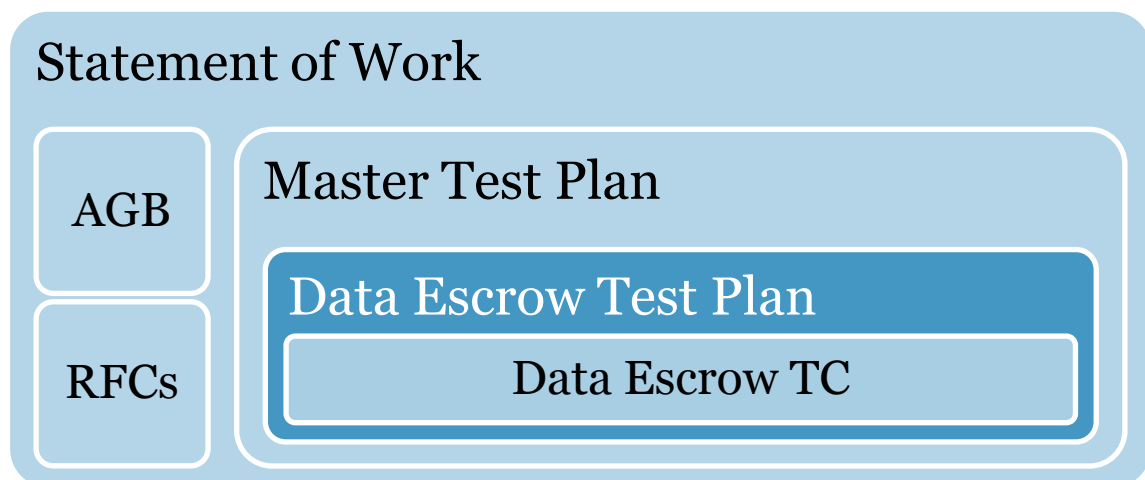 Statement of Work
AGB
Master Test Plan
Data Escrow Test Plan
RFCs
Data Escrow TC